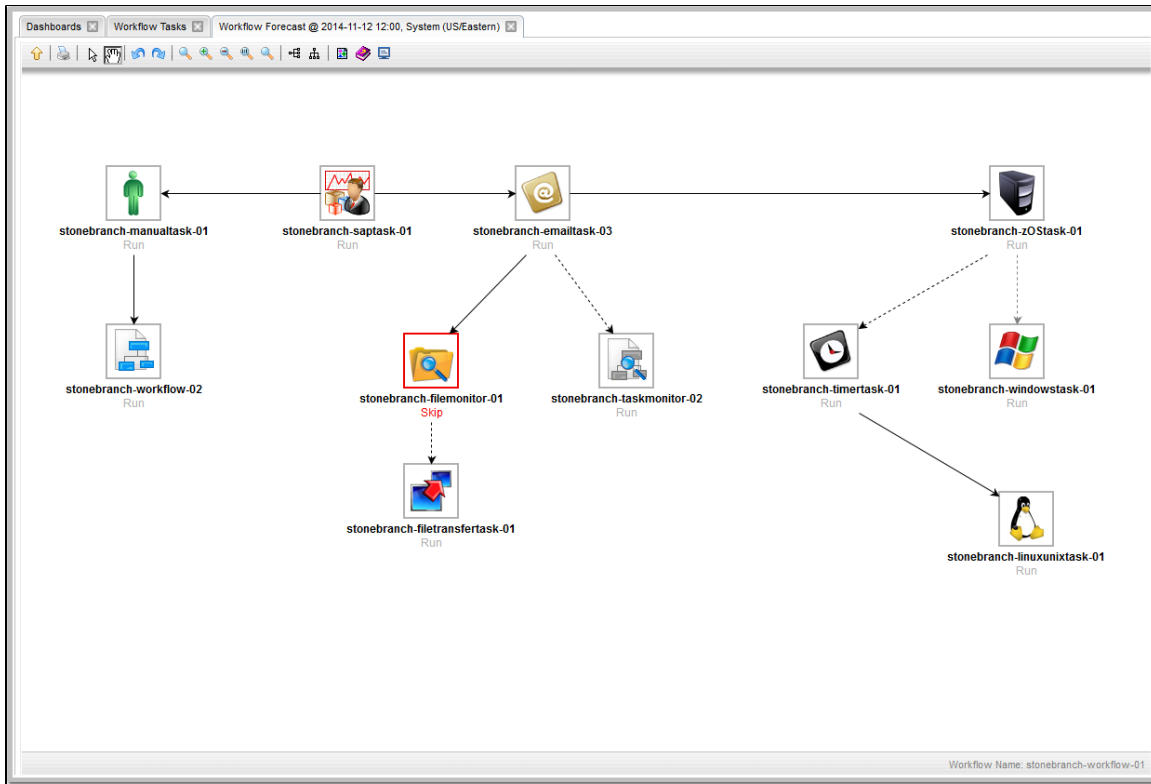 Dashboards
Workflow Tasks
Workflow Forecast @ 2014-11-12 12:00, System (US/Eastern)
stonebranch-manualtask-01
Run
stonebranch-saptask-01
Run
stonebranch-emailtask-03
Run
stonebranch-zOStask-01
Run
stonebranch-workflow-02
Run
stonebranch-filemonitor-01
Skip
stonebranch-taskmonitor-02
Run
stonebranch-timertask-01
Run
stonebranch-windowstask-01
Run
stonebranch-filetransfertask-01
Run
stonebranch-linuxunixtask-01
Run
Workflow Name: stonebranch-workflow-01